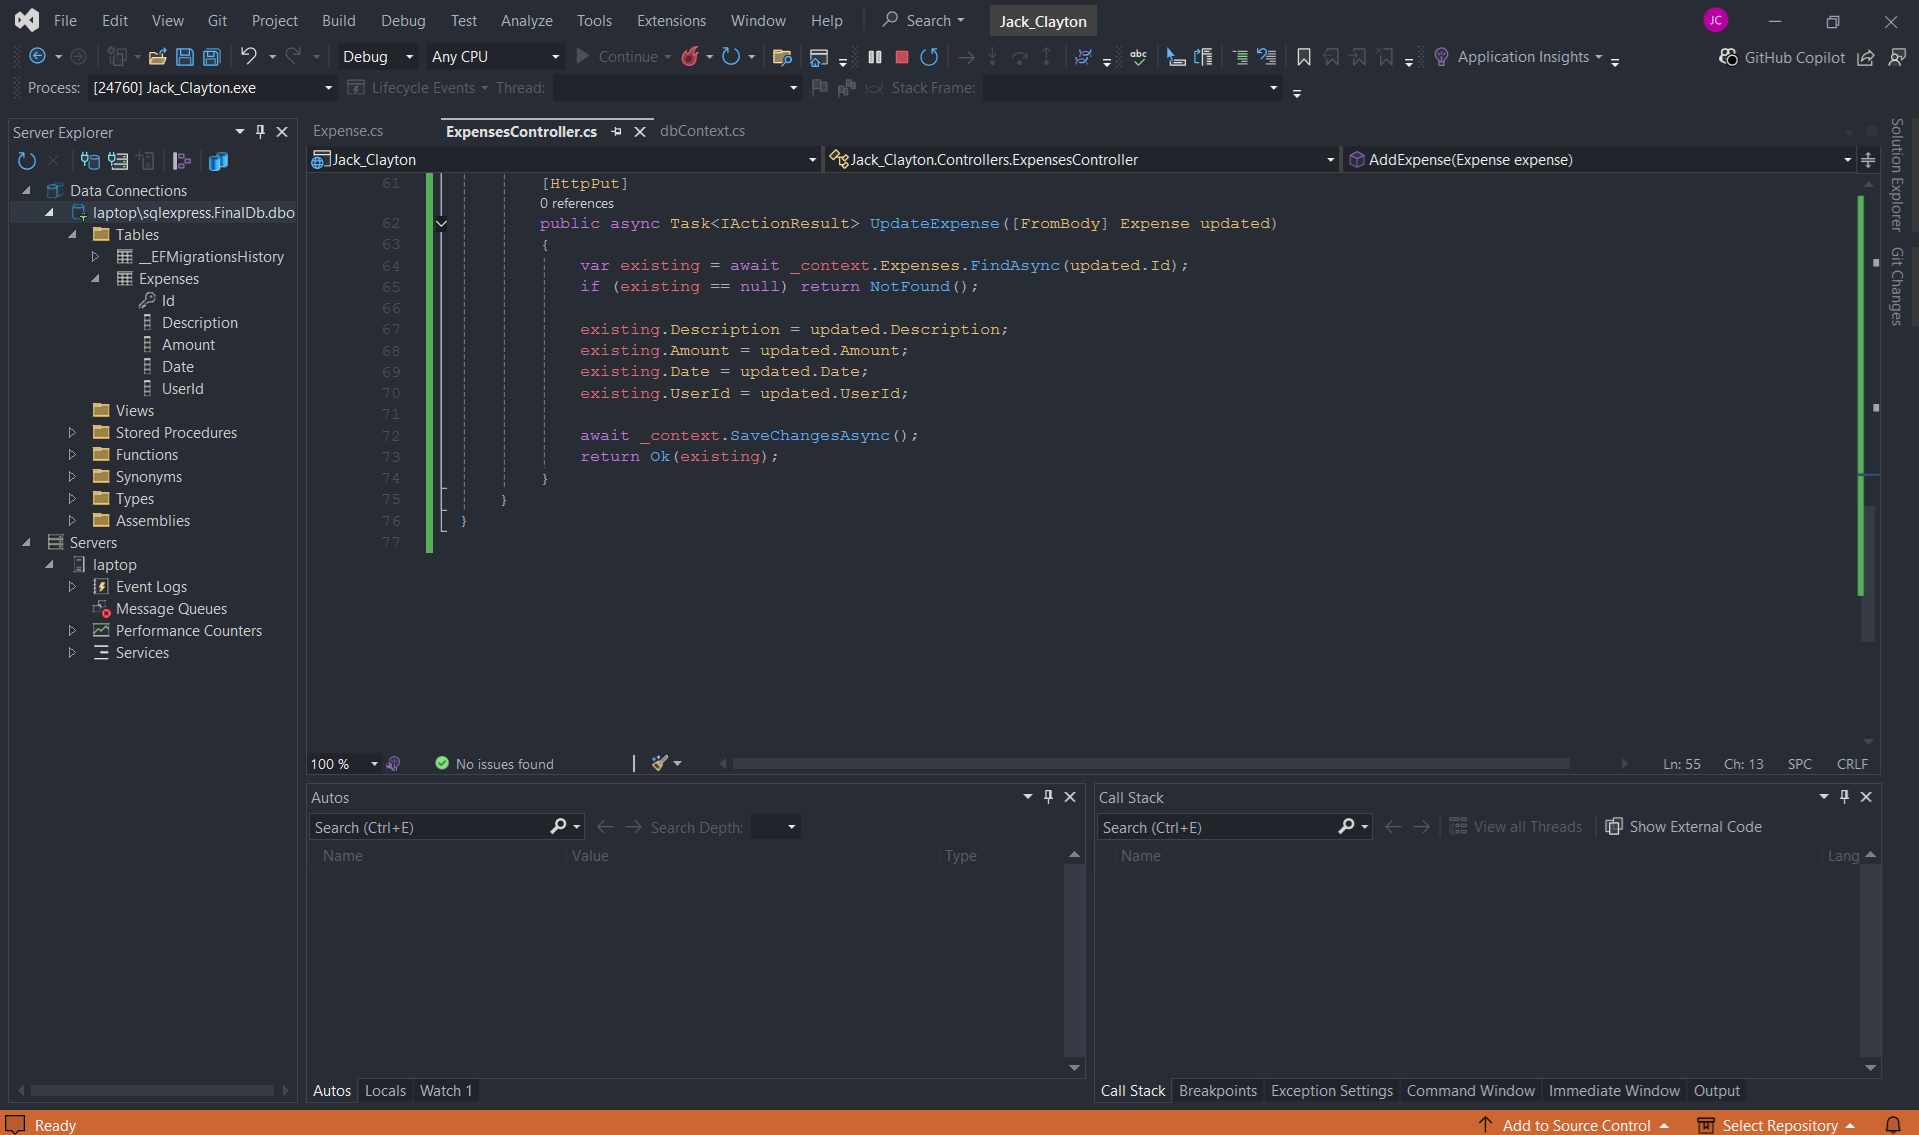 File Edit View Git Project Build Debug Test Analyze Tools Extensions Window Help Search Jack_Clayton JC
Debug Any CPU Continue Application Insights GitHub Copilot
Process: [24760] Jack_Clayton.exe Lifecycle Events Thread: Stack Frame:
Server Explorer
Data Connections
laptop\sqlexpress.FinalDb.dbo
Tables
__EFMigrationsHistory
Expenses
Id
Description
Amount
Date
UserId
Views
Stored Procedures
Functions
Synonyms
Types
Assemblies
Servers
laptop
Event Logs
Message Queues
Performance Counters
Services
Expense.cs ExpensesController.cs dbContext.cs
Jack_Clayton Jack_Clayton.Controllers.ExpensesController AddExpense(Expense expense)
61 [HttpPut]
0 references
62 public async Task<IActionResult> UpdateExpense([FromBody] Expense updated)
63 {
64 var existing = await _context.Expenses.FindAsync(updated.Id);
65 if (existing == null) return NotFound();
66
67 existing.Description = updated.Description;
68 existing.Amount = updated.Amount;
69 existing.Date = updated.Date;
70 existing.UserId = updated.UserId;
71
72 await _context.SaveChangesAsync();
73 return Ok(existing);
74 }
75 }
76 }
77
100 % No issues found Ln: 55 Ch: 13 SPC CRLF
Autos
Search (Ctrl+E) Search Depth:
Name Value Type
Autos Locals Watch 1
Call Stack
Search (Ctrl+E) View all Threads Show External Code
Name Lang
Call Stack Breakpoints Exception Settings Command Window Immediate Window Output
Solution Explorer
Git Changes
Ready Add to Source Control Select Repository